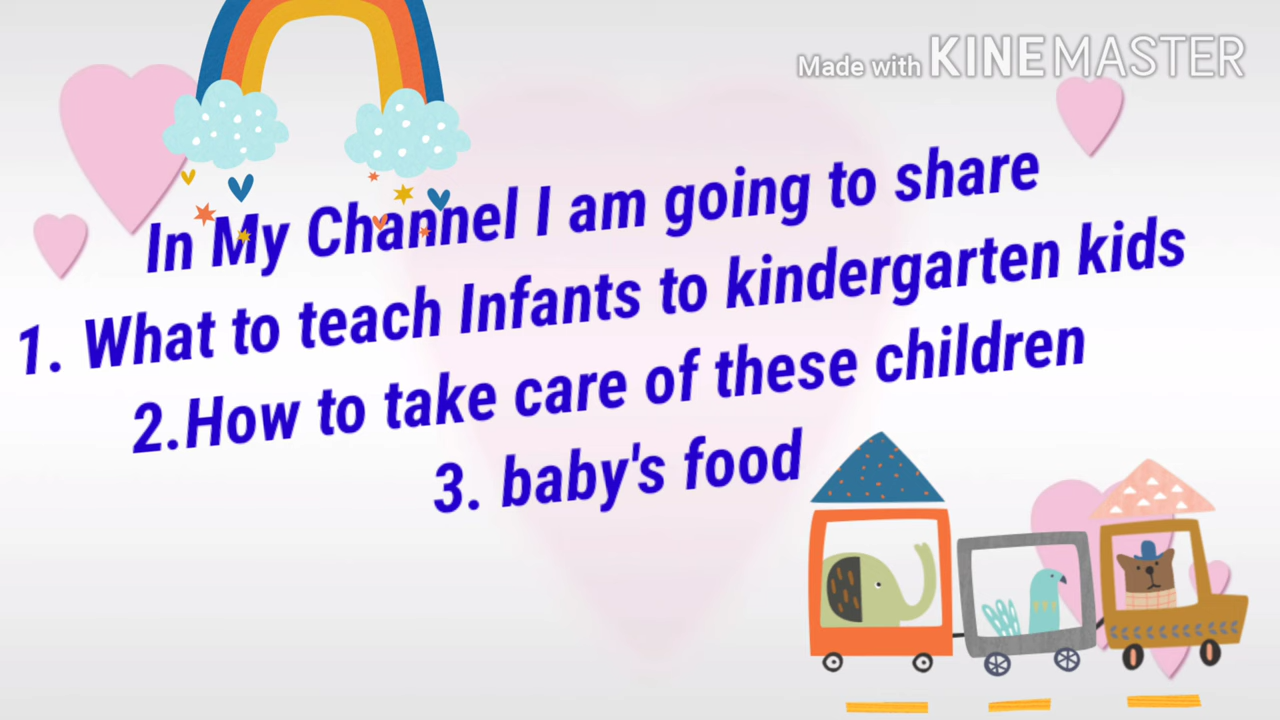 Made with KINEMASTER
In My Channel I am going to share
1. What to teach Infants to kindergarten kids
2.How to take care of these children
3. baby's food